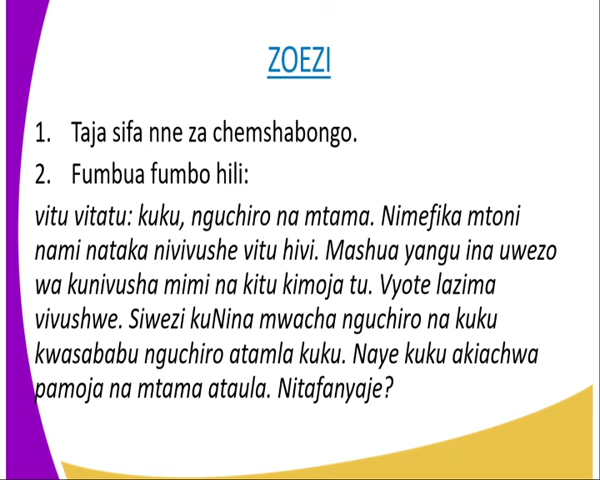 ZOEZI
1. Taja sifa nne za chemshabongo.
2. Fumbua fumbo hili:
vitu vitatu: kuku, nguchiro na mtama. Nimefika mtoni
nami nataka nivivushe vitu hivi. Mashua yangu ina uwezo
wa kunivusha mimi na kitu kimoja tu. Vyote lazima
vivushwe. Siwezi kuNina mwacha nguchiro na kuku
kwasababu nguchiro atamla kuku. Naye kuku akiachwa
pamoja na mtama ataula. Nitafanyaje?